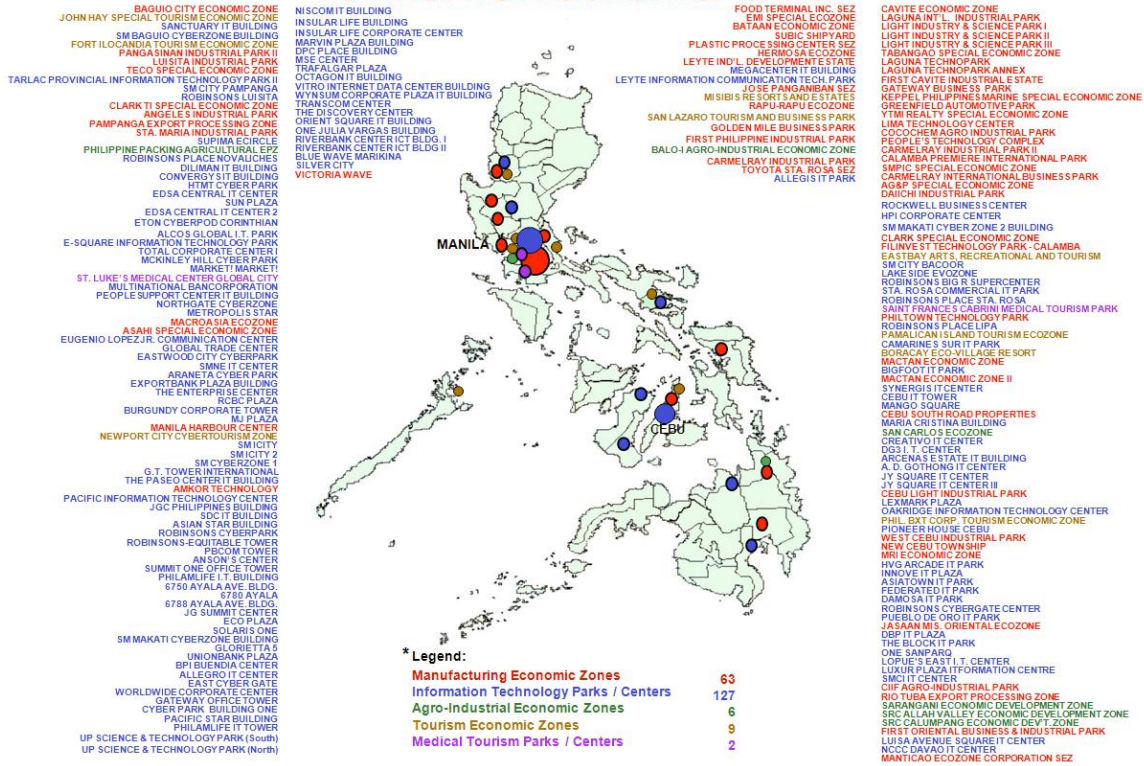 BAGUIO CITY ECONOMIC ZONE
JOHN HAY SPECIAL TOURISM ECONOMIC ZONE
SANCTUARY IT BUILDING
SM BAGUIO CYBERZONE BUILDING
FORT ILOCANDIA TOURISM ECONOMIC ZONE
PANGASINAN INDUSTRIAL PARK II
LUISITA INDUSTRIAL PARK
TECO SPECIAL ECONOMIC ZONE
TARLAC PROVINCIAL INFORMATION TECHNOLOGY PARK II
SM CITY PAMPANGA
ROBINSONS LUISITA
CLARK TI SPECIAL ECONOMIC ZONE
ANGELES INDUSTRIAL PARK
PAMPANGA EXPORT PROCESSING ZONE
STA. MARIA INDUSTRIAL PARK
SUPIMA ECIRCLE
PHILIPPINE PACKING AGRICULTURAL EPZ
ROBINSONS PLACE NOVALICHES
DILIMAN IT BUILDING
CONVERGYS IT BUILDING
HTMT CYBER PARK
EDSA CENTRAL IT CENTER
SUN PLAZA
EDSA CENTRAL IT CENTER 2
ETON CYBERPOD CORINTHIAN
ALCOS GLOBAL I.T. PARK
E-SQUARE INFORMATION TECHNOLOGY PARK
TOTAL CORPORATE CENTER I
MCKINLEY HILL CYBER PARK
MARKET! MARKET!
ST. LUKE'S MEDICAL CENTER GLOBAL CITY
MULTINATIONAL BANCORPORATION
PEOPLE SUPPORT CENTER IT BUILDING
NORTHGATE CYBERZONE
METROPOLIS STAR
MACROASIA ECOZONE
ASAHI SPECIAL ECONOMIC ZONE
EUGENIO LOPEZ JR. COMMUNICATION CENTER
GLOBAL TRADE CENTER
EASTWOOD CITY CYBERPARK
SMNE IT CENTER
ARANETA CYBER PARK
EXPORTBANK PLAZA BUILDING
THE ENTERPRISE CENTER
RCBC PLAZA
BURGUNDY CORPORATE TOWER
MJ PLAZA
MANILA HARBOUR CENTER
NEWPORT CITY CYBERTOURISM ZONE
SM ICITY
SM ICITY 2
SM CYBERZONE 1
G.T. TOWER INTERNATIONAL
THE PASEO CENTER IT BUILDING
AMKOR TECHNOLOGY
PACIFIC INFORMATION TECHNOLOGY CENTER
JGC PHILIPPINES BUILDING
SDC IT BUILDING
ASIAN STAR BUILDING
ROBINSONS CYBERPARK
ROBINSONS-EQUITABLE TOWER
PBCOM TOWER
ANSON'S CENTER
SUMMIT ONE OFFICE TOWER
PHILAMLIFE I.T. BUILDING
6750 AYALA AVE. BLDG.
6780 AYALA
6788 AYALA AVE. BLDG.
JG SUMMIT CENTER
ECO PLAZA
SOLARIS ONE
SM MAKATI CYBERZONE BUILDING
GLORIETTA 5
UNIONBANK PLAZA
BPI BUENDIA CENTER
ALLEGRO IT CENTER
EAST CYBER GATE
WORLDWIDE CORPORATE CENTER
GATEWAY OFFICE TOWER
CYBER PARK BUILDING ONE
PACIFIC STAR BUILDING
PHILAMLIFE IT TOWER
UP SCIENCE & TECHNOLOGY PARK (South)
UP SCIENCE & TECHNOLOGY PARK (North)
NISCOM IT BUILDING
INSULAR LIFE BUILDING
INSULAR LIFE CORPORATE CENTER
MARVIN PLAZA BUILDING
DPC PLACE BUILDING
MSE CENTER
TRAFALGAR PLAZA
OCTAGON IT BUILDING
VITRO INTERNET DATA CENTER BUILDING
WYNSUM CORPORATE PLAZA IT BUILDING
TRANSCOM CENTER
THE DISCOVERY CENTER
ORIENT SQUARE IT BUILDING
ONE JULIA VARGAS BUILDING
RIVERBANK CENTER ICT BLDG. I
RIVERBANK CENTER ICT BLDG II
BLUE WAVE MARIKINA
SILVER CITY
VICTORIA WAVE
MANILA
CEBU
* Legend:
Manufacturing Economic Zones 63
Information Technology Parks / Centers 127
Agro-Industrial Economic Zones 6
Tourism Economic Zones 9
Medical Tourism Parks / Centers 2
FOOD TERMINAL INC. SEZ
EMI SPECIAL ECOZONE
BATAAN ECONOMIC ZONE
SUBIC SHIPYARD
PLASTIC PROCESSING CENTER SEZ
HERMOSA ECOZONE
LEYTE IND'L. DEVELOPMENT ESTATE
MEGACENTER IT BUILDING
LEYTE INFORMATION COMMUNICATION TECH. PARK
JOSE PANGANIBAN SEZ
MISIBIS RESORTS AND ESTATES
RAPU-RAPU ECOZONE
SAN LAZARO TOURISM AND BUSINESS PARK
GOLDEN MILE BUSINESS PARK
FIRST PHILIPPINE INDUSTRIAL PARK
BALO-I AGRO-INDUSTRIAL ECONOMIC ZONE
CARMELRAY INDUSTRIAL PARK
TOYOTA STA. ROSA SEZ
ALLEGIS IT PARK
CAVITE ECONOMIC ZONE
LAGUNA INT'L. INDUSTRIAL PARK
LIGHT INDUSTRY & SCIENCE PARK I
LIGHT INDUSTRY & SCIENCE PARK II
LIGHT INDUSTRY & SCIENCE PARK III
TABANGAO SPECIAL ECONOMIC ZONE
LAGUNA TECHNOPARK
LAGUNA TECHNOPARK ANNEX
FIRST CAVITE INDUSTRIAL ESTATE
GATEWAY BUSINESS PARK
KEPPEL PHILIPPINES MARINE SPECIAL ECONOMIC ZONE
GREENFIELD AUTOMOTIVE PARK
YTMI REALTY SPECIAL ECONOMIC ZONE
LIMA TECHNOLOGY CENTER
COCOCHEM AGRO INDUSTRIAL PARK
PEOPLE'S TECHNOLOGY COMPLEX
CARMELRAY INDUSTRIAL PARK II
CALAMBA PREMIERE INTERNATIONAL PARK
SMPIC SPECIAL ECONOMIC ZONE
CARMELRAY INTERNATIONAL BUSINESS PARK
AG&P SPECIAL ECONOMIC ZONE
DAIICHI INDUSTRIAL PARK
ROCKWELL BUSINESS CENTER
HPI CORPORATE CENTER
SM MAKATI CYBER ZONE 2 BUILDING
CLARK SPECIAL ECONOMIC ZONE
FILINVEST TECHNOLOGY PARK - CALAMBA
EASTBAY ARTS, RECREATIONAL AND TOURISM
SM CITY BACOOR
LAKE SIDE EVOZONE
ROBINSONS BIG R SUPERCENTER
STA. ROSA COMMERCIAL IT PARK
ROBINSONS PLACE STA. ROSA
SAINT FRANCES CABRINI MEDICAL TOURISM PARK
PHILTOWN TECHNOLOGY PARK
ROBINSONS PLACE LIPA
PAMALICAN ISLAND TOURISM ECOZONE
CAMARINES SUR IT PARK
BORACAY ECO-VILLAGE RESORT
MACTAN ECONOMIC ZONE
BIGFOOT IT PARK
MACTAN ECONOMIC ZONE II
SYNERGIS IT CENTER
CEBU IT TOWER
MANGO SQUARE
CEBU SOUTH ROAD PROPERTIES
MARIA CRISTINA BUILDING
SAN CARLOS ECOZONE
CREATIVO IT CENTER
DG3 I. T. CENTER
ARCENAS ESTATE IT BUILDING
A. D. GOTHONG IT CENTER
JY SQUARE IT CENTER
JY SQUARE IT CENTER III
CEBU LIGHT INDUSTRIAL PARK
LEXMARK PLAZA
OAKRIDGE INFORMATION TECHNOLOGY CENTER
PHIL. BXT CORP. TOURISM ECONOMIC ZONE
PIONEER HOUSE CEBU
WEST CEBU INDUSTRIAL PARK
NEW CEBU TOWNSHIP
MRI ECONOMIC ZONE
HVG ARCADE IT PARK
INNOVE IT PLAZA
ASIATOWN IT PARK
FEDERATED IT PARK
DAMOSA IT PARK
ROBINSONS CYBERGATE CENTER
PUEBLO DE ORO IT PARK
JASAAN MIS. ORIENTAL ECOZONE
DBP IT PLAZA
THE BLOCK IT PARK
ONE SANPARQ
LOPUE'S EAST I. T. CENTER
LUXUR PLAZA ITFORMATION CENTRE
SMCI IT CENTER
CIIF AGRO-INDUSTRIAL PARK
RIO TUBA EXPORT PROCESSING ZONE
SARANGANI ECONOMIC DEVELOPMENT ZONE
SRC ALLAH VALLEY ECONOMIC DEVELOPMENT ZONE
SRC CALUMPANG ECONOMIC DEV'T. ZONE
FIRST ORIENTAL BUSINESS & INDUSTRIAL PARK
LUISA AVENUE SQUARE IT CENTER
NCCC DAVAO IT CENTER
MANTICAO ECOZONE CORPORATION SEZ